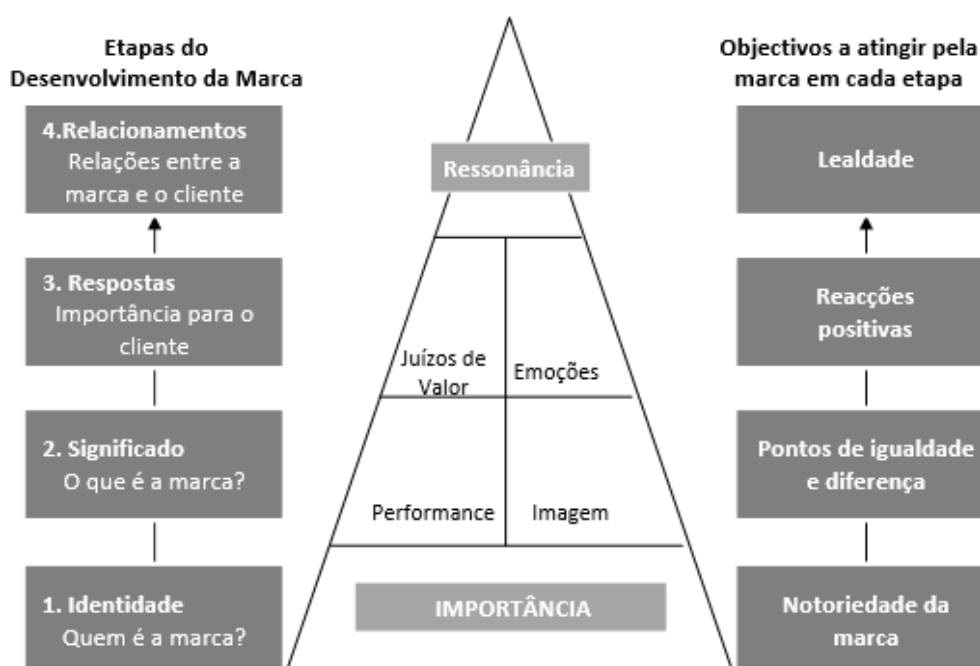 Etapas do
Desenvolvimento da Marca
4.Relacionamentos
Relações entre a
marca e o cliente
3. Respostas
Importância para o
cliente
2. Significado
O que é a marca?
1. Identidade
Quem é a marca?
Ressonância
Juízos de
Valor
Emoções
Performance
Imagem
IMPORTÂNCIA
Objectivos a atingir pela
marca em cada etapa
Lealdade
Reacções
positivas
Pontos de igualdade
e diferença
Notoriedade da
marca